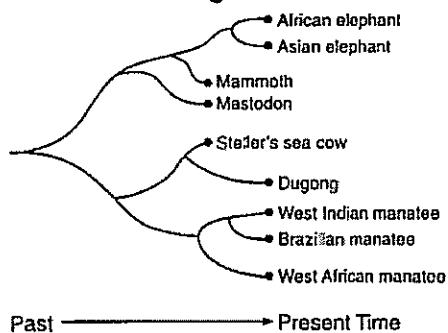 African elephant
Asian elephant
Mammoth
Mastodon
Steller's sea cow
Dugong
West Indian manatee
Brazilian manatee
West African manatee
Past
Present Time